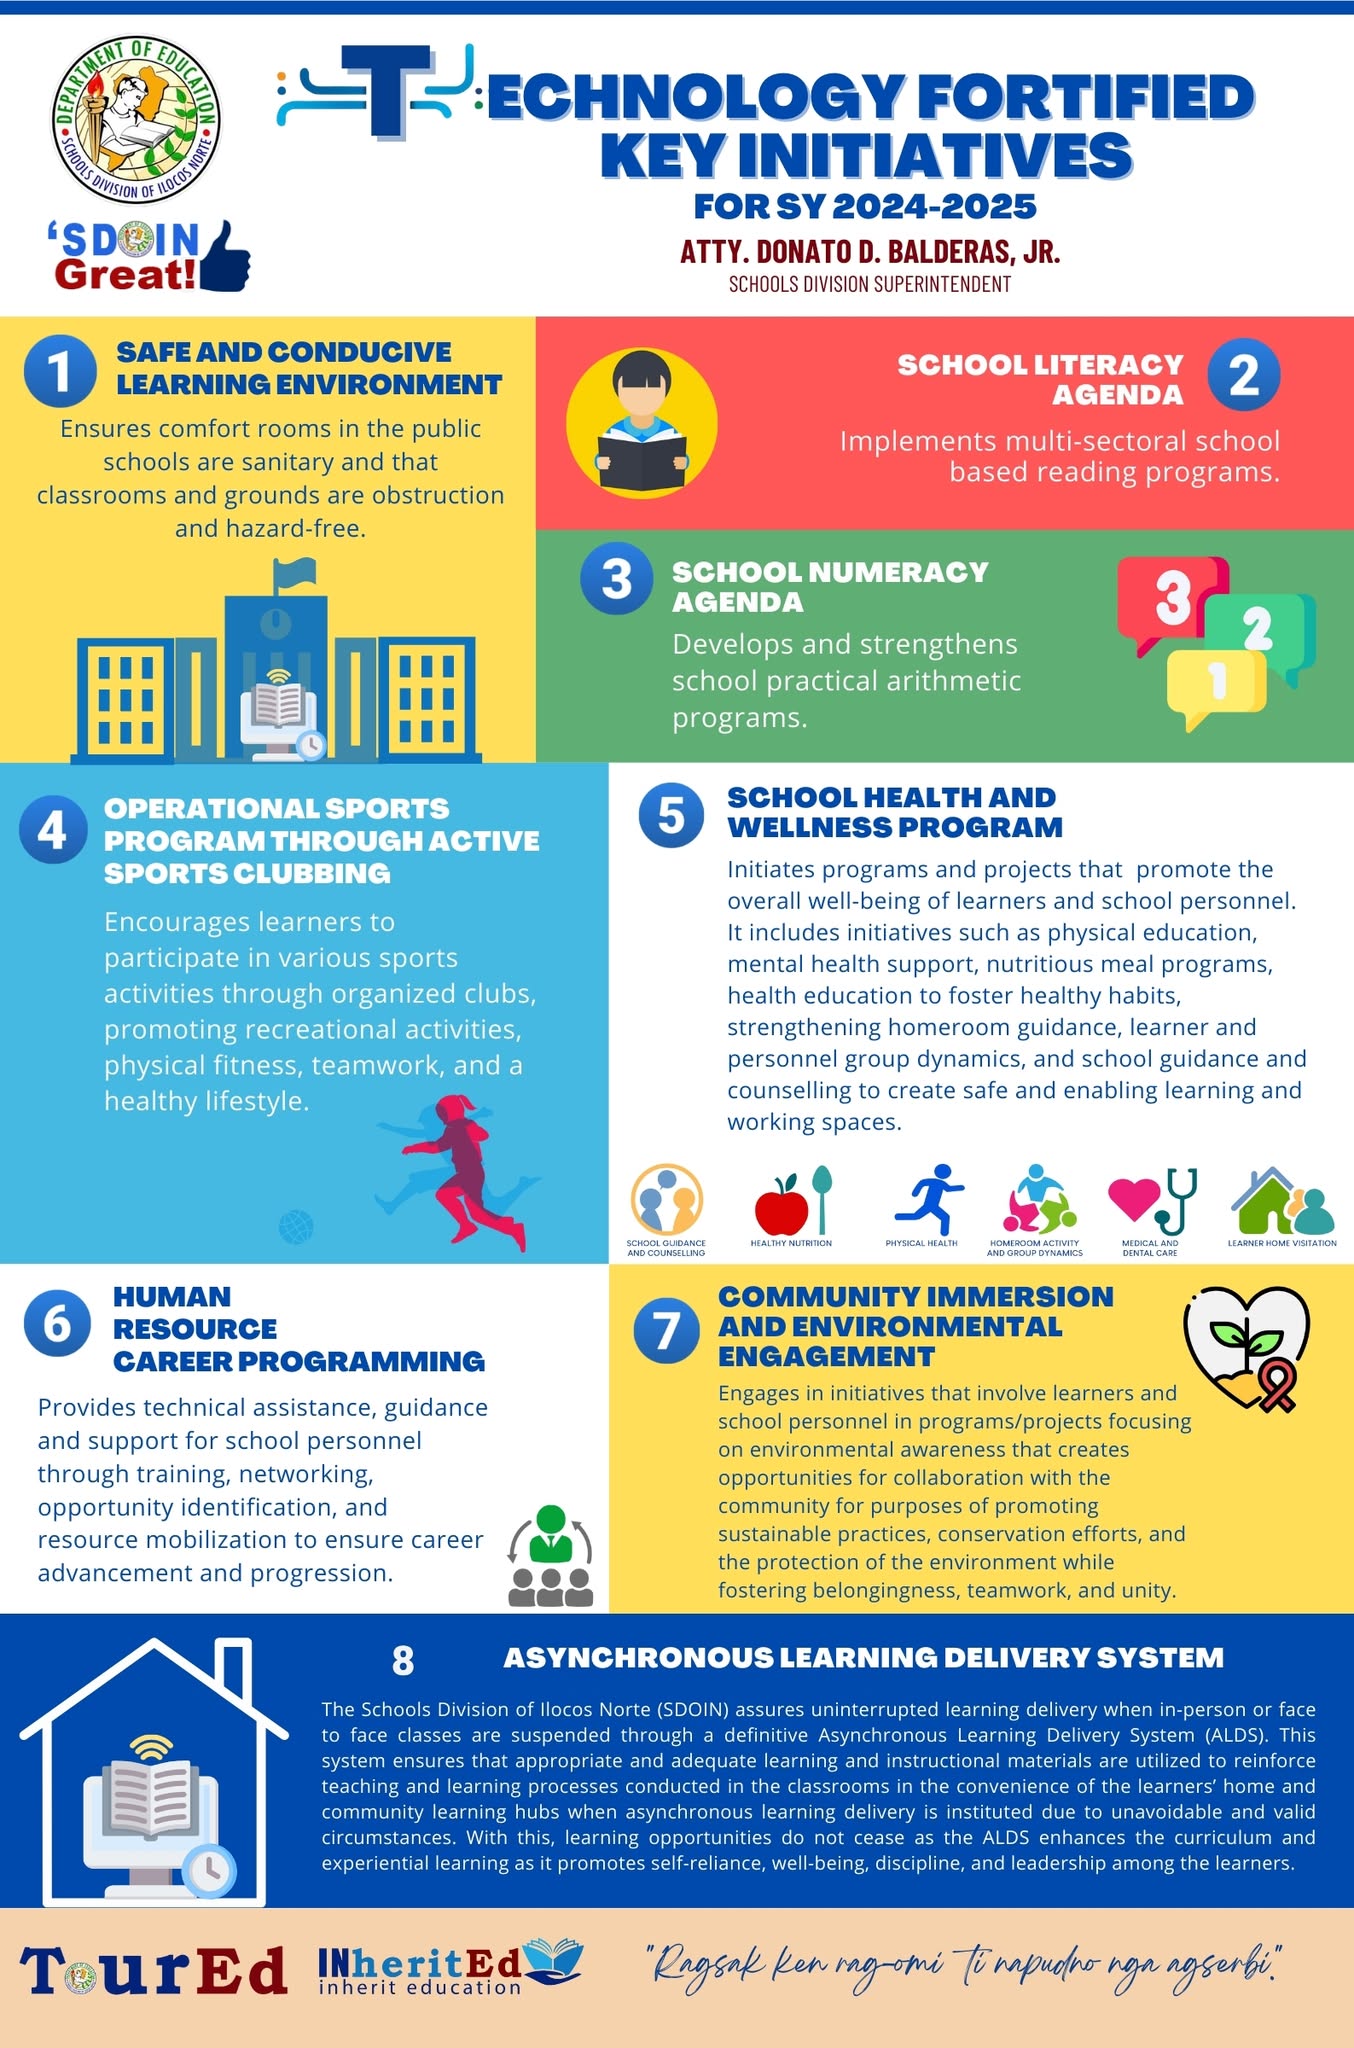 DEPARTMENT OF EDUCATION
SCHOOLS DIVISION OF ILOCOS NORTE
'SDOIN
Great!
TECHNOLOGY FORTIFIED
KEY INITIATIVES
FOR SY 2024-2025
ATTY. DONATO D. BALDERAS, JR.
SCHOOLS DIVISION SUPERINTENDENT
1
SAFE AND CONDUCIVE
LEARNING ENVIRONMENT
Ensures comfort rooms in the public
schools are sanitary and that
classrooms and grounds are obstruction
and hazard-free.
SCHOOL LITERACY
AGENDA
2
Implements multi-sectoral school
based reading programs.
3
SCHOOL NUMERACY
AGENDA
Develops and strengthens
school practical arithmetic
programs.
3
2
1
4
OPERATIONAL SPORTS
PROGRAM THROUGH ACTIVE
SPORTS CLUBBING
Encourages learners to
participate in various sports
activities through organized clubs,
promoting recreational activities,
physical fitness, teamwork, and a
healthy lifestyle.
5
SCHOOL HEALTH AND
WELLNESS PROGRAM
Initiates programs and projects that promote the
overall well-being of learners and school personnel.
It includes initiatives such as physical education,
mental health support, nutritious meal programs,
health education to foster healthy habits,
strengthening homeroom guidance, learner and
personnel group dynamics, and school guidance and
counselling to create safe and enabling learning and
working spaces.
SCHOOL GUIDANCE
AND COUNSELLING
HEALTHY NUTRITION
PHYSICAL HEALTH
HOMEROOM ACTIVITY
AND GROUP DYNAMICS
MEDICAL AND
DENTAL CARE
LEARNER HOME VISITATION
6
HUMAN
RESOURCE
CAREER PROGRAMMING
Provides technical assistance, guidance
and support for school personnel
through training, networking,
opportunity identification, and
resource mobilization to ensure career
advancement and progression.
7
COMMUNITY IMMERSION
AND ENVIRONMENTAL
ENGAGEMENT
Engages in initiatives that involve learners and
school personnel in programs/projects focusing
on environmental awareness that creates
opportunities for collaboration with the
community for purposes of promoting
sustainable practices, conservation efforts, and
the protection of the environment while
fostering belongingness, teamwork, and unity.
8
ASYNCHRONOUS LEARNING DELIVERY SYSTEM
The Schools Division of Ilocos Norte (SDOIN) assures uninterrupted learning delivery when in-person or face
to face classes are suspended through a definitive Asynchronous Learning Delivery System (ALDS). This
system ensures that appropriate and adequate learning and instructional materials are utilized to reinforce
teaching and learning processes conducted in the classrooms in the convenience of the learners' home and
community learning hubs when asynchronous learning delivery is instituted due to unavoidable and valid
circumstances. With this, learning opportunities do not cease as the ALDS enhances the curriculum and
experiential learning as it promotes self-reliance, well-being, discipline, and leadership among the learners.
TourEd
INheritEd
inherit education
"Ragsak ken rag-omi ti napudno nga agserbi."